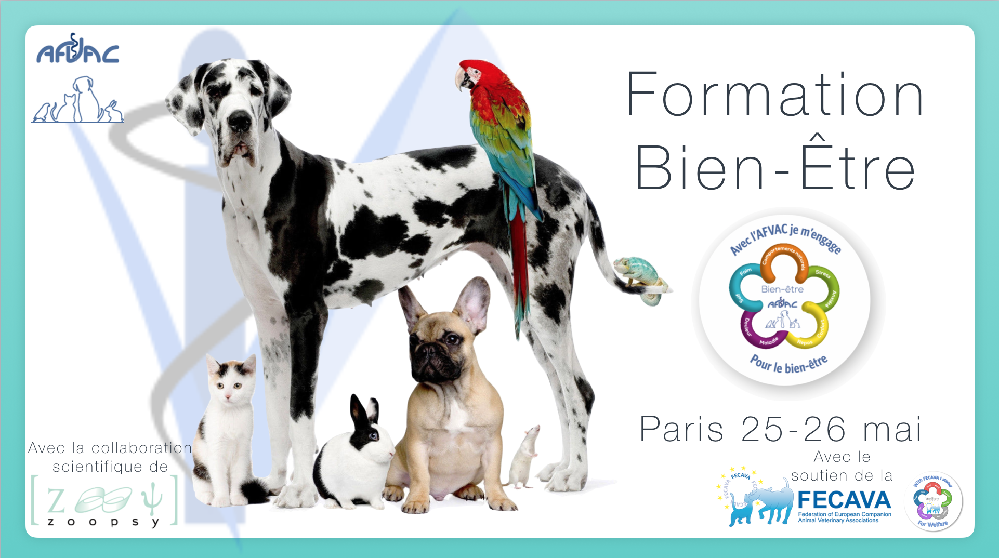 AFVAC
Formation
Bien-Être
Avec l'AFVAC je m'engage
Comportements naturels
Faim
Soif
Stress
Anxiété
Bien-être
AFVAC
Douleur
Maladie
Repos
Confort
Pour le bien-être
Paris 25-26 mai
Avec la collaboration
scientifique de
zoopsy
Avec le
soutien de la
FECAVA
FECAVA
FECAVA
Federation of European Companion
Animal Veterinary Associations
With FECAVA I stand
Welfare
For Welfare